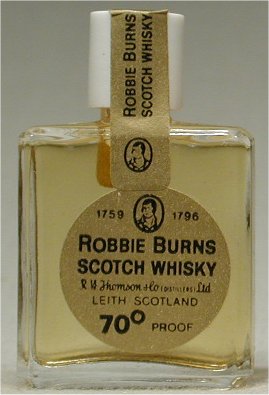 ROBBIE BURNS
SCOTCH WHISKY
1759 1796
ROBBIE BURNS
SCOTCH WHISKY
R. H. Thomson & Co (DISTILLERS) Ltd
LEITH SCOTLAND
70° PROOF